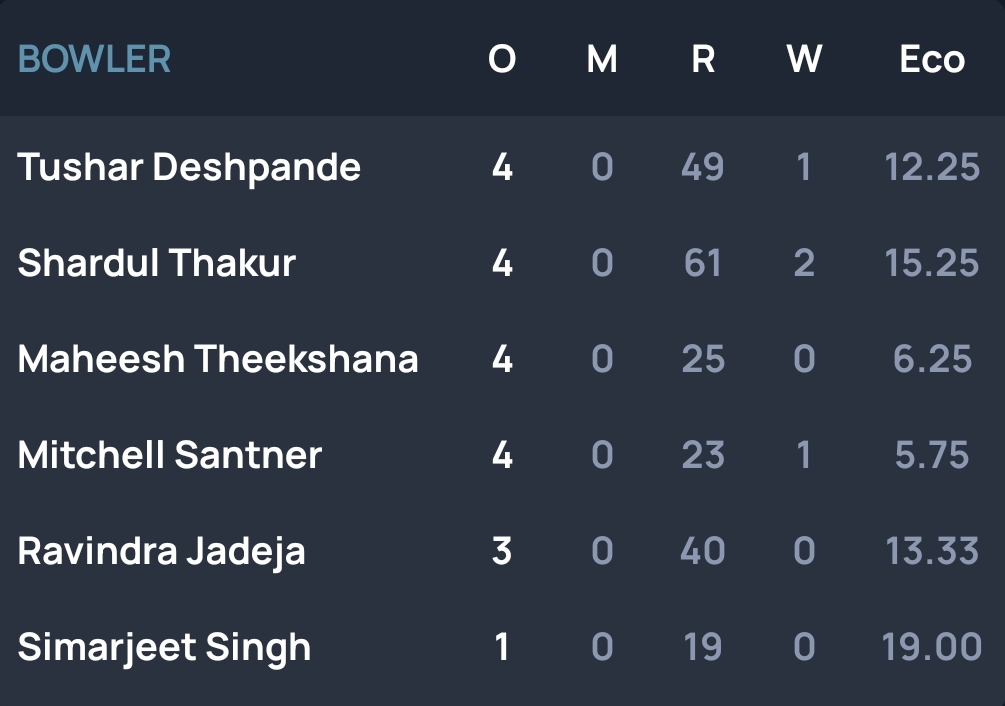 BOWLER O M R W Eco
Tushar Deshpande 4 0 49 1 12.25
Shardul Thakur 4 0 61 2 15.25
Maheesh Theekshana 4 0 25 0 6.25
Mitchell Santner 4 0 23 1 5.75
Ravindra Jadeja 3 0 40 0 13.33
Simarjeet Singh 1 0 19 0 19.00